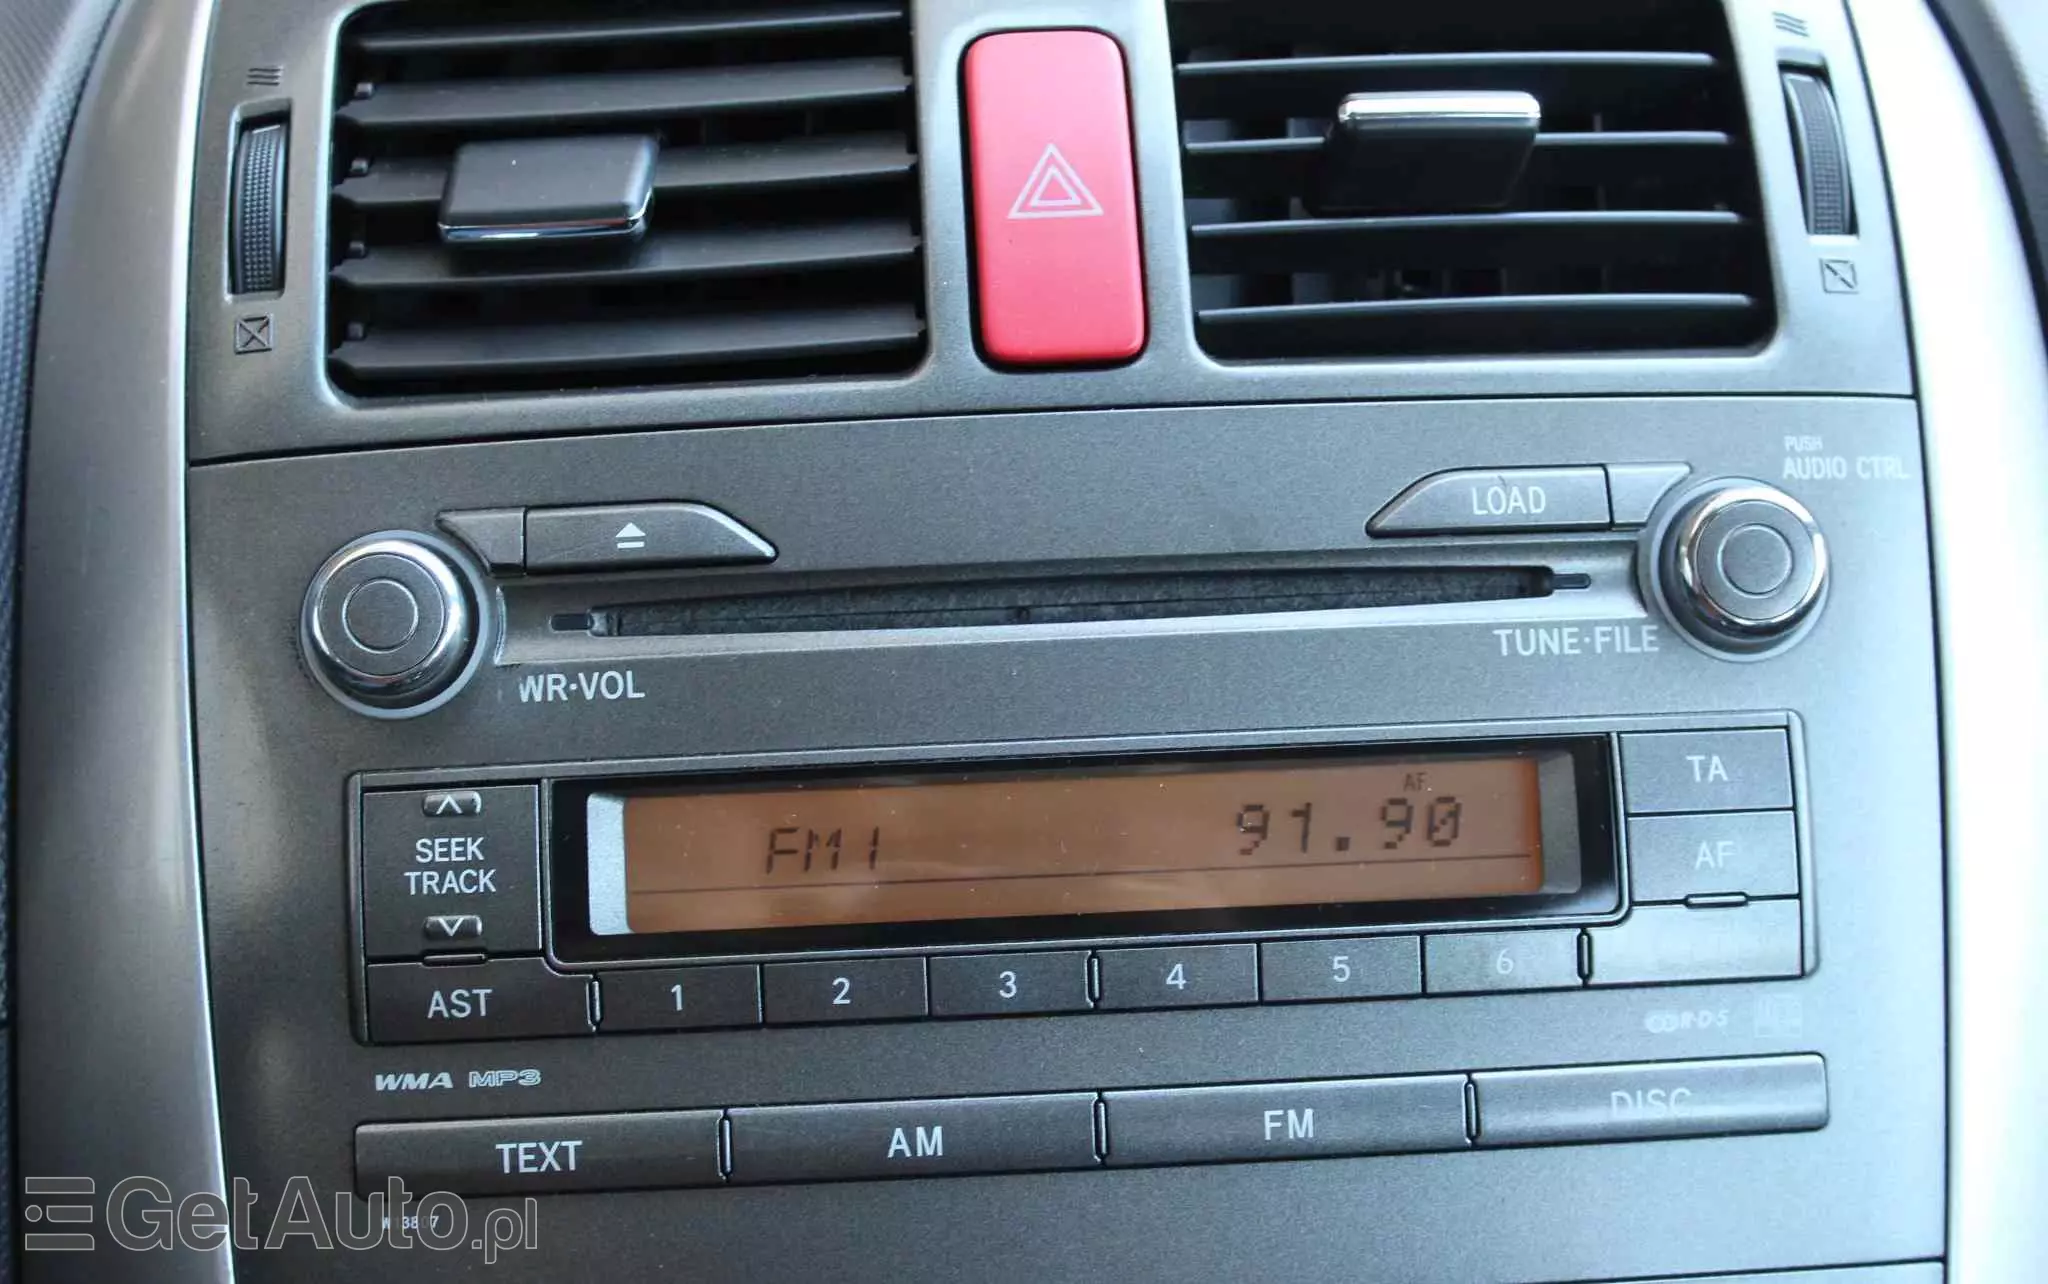 PUSH
AUDIO CTRL
LOAD
TUNE·FILE
WR·VOL
TA
AF
SEEK
TRACK
FM1
AF
91.90
AF
AST
1
2
3
4
5
6
R·D·S
WMA MP3
TEXT
AM
FM
DISC
GetAuto.pl